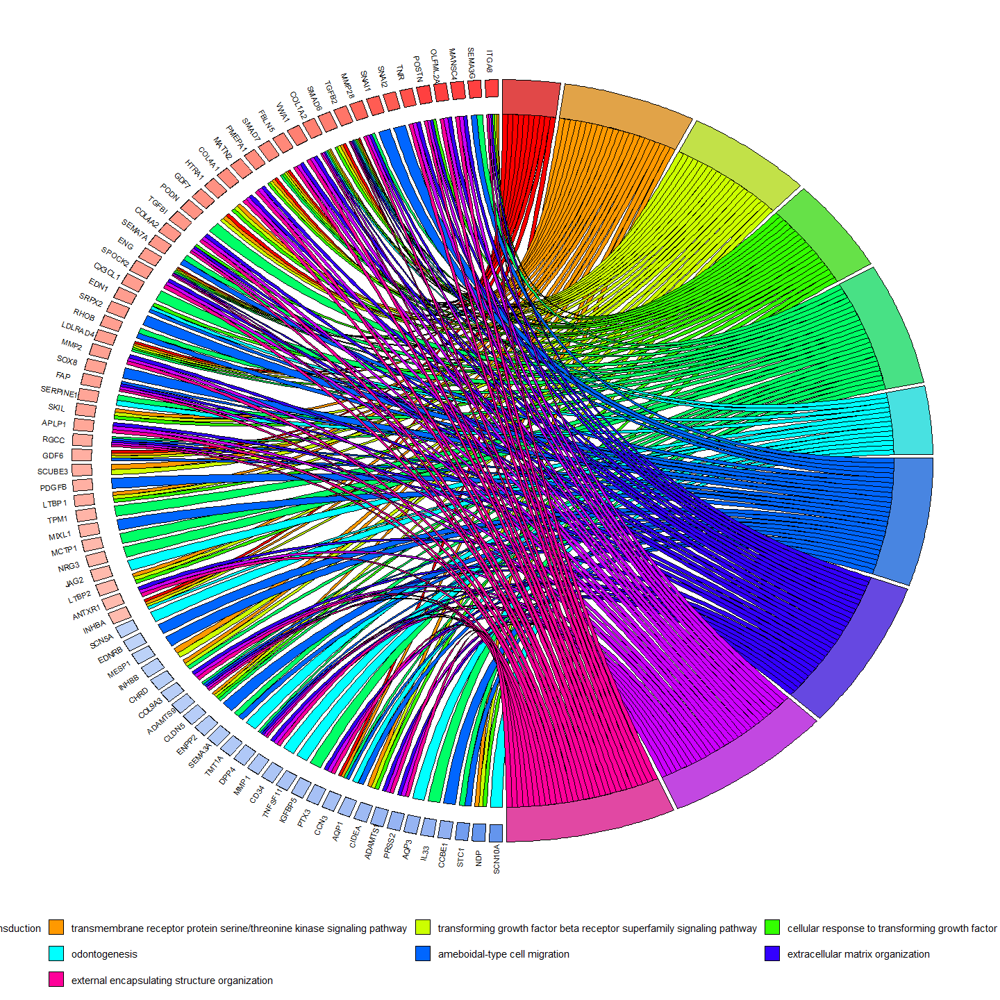 ITGA8
SEMA3G
MANSC4
OLFML2A
POSTN
TNR
SNAI2
SNAI1
MMP28
TGFB2
SMAD6
COL1A2
VWA1
FBLN5
SMAD7
PMEPA1
MATN2
COL4A1
HTRA1
GDF7
PODN
TGFBI
COL4A2
SEMA7A
ENG
SPOCK2
CX3CL1
EDN1
SRPX2
RHOB
LDLRAD4
MMP2
SOX8
FAP
SERPINE1
SKIL
APLP1
RGCC
GDF6
SCUBE3
PDGFB
LTBP1
TPM1
MIXL1
MCTP1
NRG3
JAG2
LTBP2
ANTXR1
INHBA
SCN5A
EDNRB
MESP1
INHBB
CHRD
COL9A3
ADAMTS9
CLDN5
ENPP2
SEMA3A
TMT1A
DPP4
MMP1
CD34
TNFSF11
IGFBP5
PTX3
CCN3
AQP1
CIDEA
ADAMTS1
PRSS2
AQP3
IL33
CCBE1
STC1
NDP
SCN10A
nsduction transmembrane receptor protein serine/threonine kinase signaling pathway transforming growth factor beta receptor superfamily signaling pathway cellular response to transforming growth factor
odontogenesis ameboidal-type cell migration extracellular matrix organization
external encapsulating structure organization